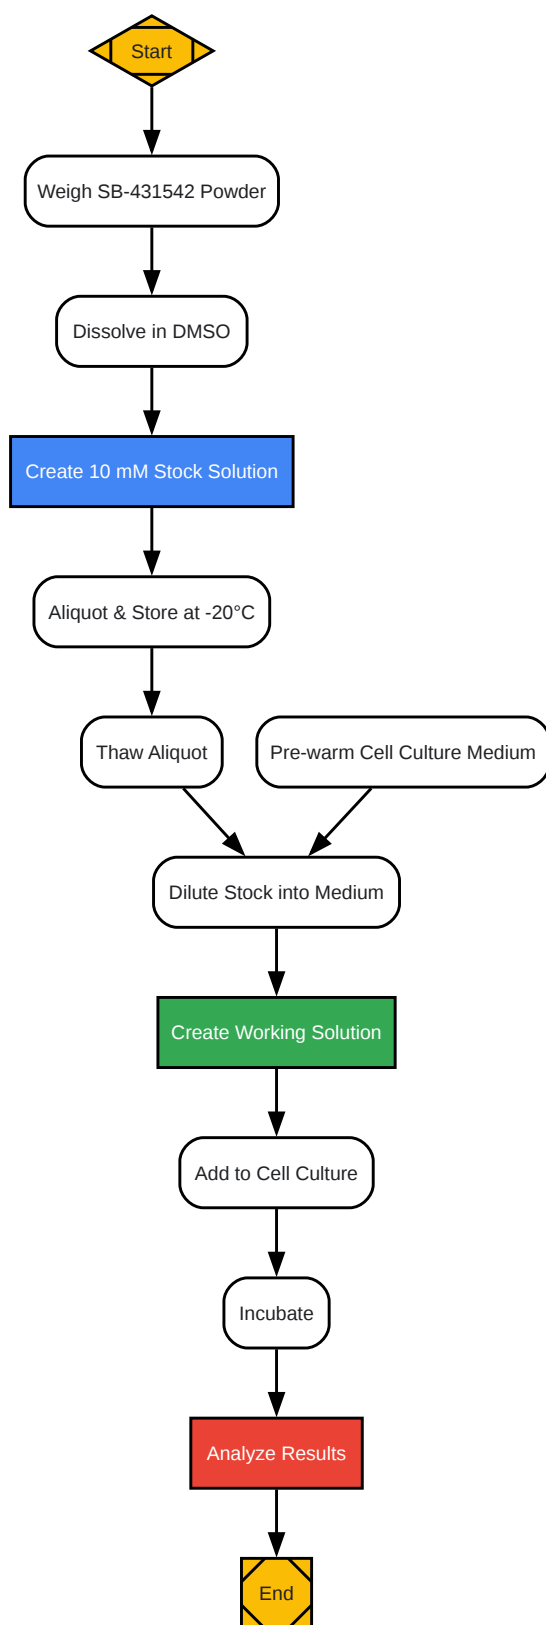 Start
Weigh SB-431542 Powder
Dissolve in DMSO
Create 10 mM Stock Solution
Aliquot & Store at -20°C
Thaw Aliquot
Pre-warm Cell Culture Medium
Dilute Stock into Medium
Create Working Solution
Add to Cell Culture
Incubate
Analyze Results
End